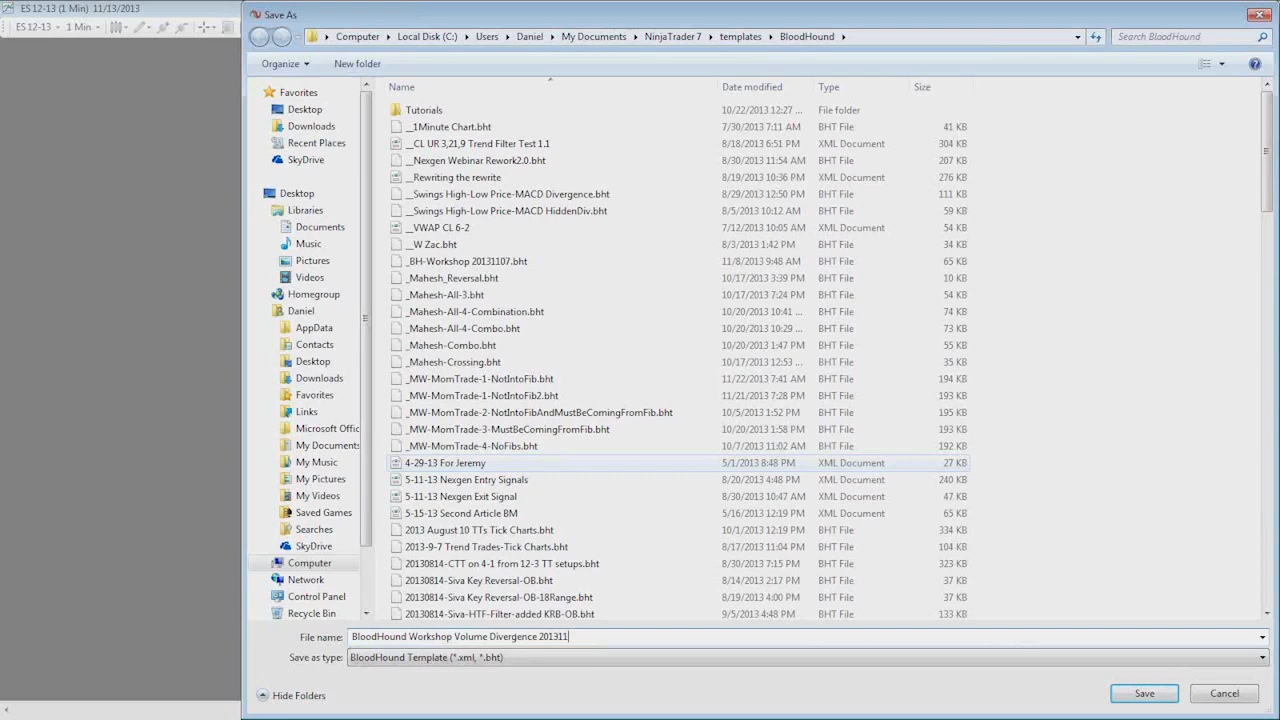 ES 12-13 (1 Min)  11/13/2013
ES 12-13  1 Min
Save As
Computer  Local Disk (C:)  Users  Daniel  My Documents  NinjaTrader 7  templates  BloodHound  Search BloodHound
Organize  New folder
Name  Date modified  Type  Size
Favorites
Desktop
Downloads
Recent Places
SkyDrive
Desktop
Libraries
Documents
Music
Pictures
Videos
Homegroup
Daniel
AppData
Contacts
Desktop
Downloads
Favorites
Links
Microsoft Offic
My Documents
My Music
My Pictures
My Videos
Saved Games
Searches
SkyDrive
Computer
Network
Control Panel
Recycle Bin
Tutorials  10/22/2013 12:27 ...  File folder
__1Minute Chart.bht  7/30/2013 7:11 AM  BHT File  41 KB
__CL UR 3,21,9 Trend Filter Test 1.1  8/18/2013 6:51 PM  XML Document  304 KB
__Nexgen Webinar Rework2.0.bht  8/30/2013 11:54 AM  BHT File  207 KB
__Rewriting the rewrite  8/19/2013 10:36 PM  XML Document  276 KB
__Swings High-Low Price-MACD Divergence.bht  8/29/2013 12:50 PM  BHT File  111 KB
__Swings High-Low Price-MACD HiddenDiv.bht  8/5/2013 10:12 AM  BHT File  59 KB
__VWAP CL 6-2  7/12/2013 10:05 AM  XML Document  54 KB
__W Zac.bht  8/3/2013 1:42 PM  BHT File  34 KB
_BH-Workshop 20131107.bht  11/8/2013 9:48 AM  BHT File  65 KB
_Mahesh_Reversal.bht  10/17/2013 3:39 PM  BHT File  10 KB
_Mahesh-All-3.bht  10/17/2013 7:24 PM  BHT File  54 KB
_Mahesh-All-4-Combination.bht  10/20/2013 10:41 ...  BHT File  74 KB
_Mahesh-All-4-Combo.bht  10/20/2013 10:29 ...  BHT File  73 KB
_Mahesh-Combo.bht  10/20/2013 1:47 PM  BHT File  55 KB
_Mahesh-Crossing.bht  10/17/2013 12:53 ...  BHT File  35 KB
_MW-MomTrade-1-NotIntoFib.bht  11/22/2013 7:41 AM  BHT File  194 KB
_MW-MomTrade-1-NotIntoFib2.bht  11/21/2013 7:28 PM  BHT File  193 KB
_MW-MomTrade-2-NotIntoFibAndMustBeComingFromFib.bht  10/5/2013 1:52 PM  BHT File  195 KB
_MW-MomTrade-3-MustBeComingFromFib.bht  10/20/2013 1:58 PM  BHT File  193 KB
_MW-MomTrade-4-NoFibs.bht  10/7/2013 11:02 AM  BHT File  192 KB
4-29-13 For Jeremy  5/1/2013 8:48 PM  XML Document  27 KB
5-11-13 Nexgen Entry Signals  8/20/2013 4:48 PM  XML Document  240 KB
5-11-13 Nexgen Exit Signal  8/30/2013 10:47 AM  XML Document  47 KB
5-15-13 Second Article BM  5/16/2013 12:19 PM  XML Document  65 KB
2013 August 10 TTs Tick Charts.bht  10/1/2013 12:19 PM  BHT File  334 KB
2013-9-7 Trend Trades-Tick Charts.bht  8/17/2013 11:04 PM  BHT File  104 KB
20130814-CTT on 4-1 from 12-3 TT setups.bht  8/30/2013 7:15 PM  BHT File  323 KB
20130814-Siva Key Reversal-OB.bht  8/14/2013 2:17 PM  BHT File  37 KB
20130814-Siva Key Reversal-OB-18Range.bht  8/19/2013 4:00 PM  BHT File  37 KB
20130814-Siva-HTF-Filter-added KRB-OB.bht  9/5/2013 4:48 PM  BHT File  133 KB
File name:  BloodHound Workshop Volume Divergence 201311
Save as type:  BloodHound Template (*.xml, *.bht)
Hide Folders  Save  Cancel